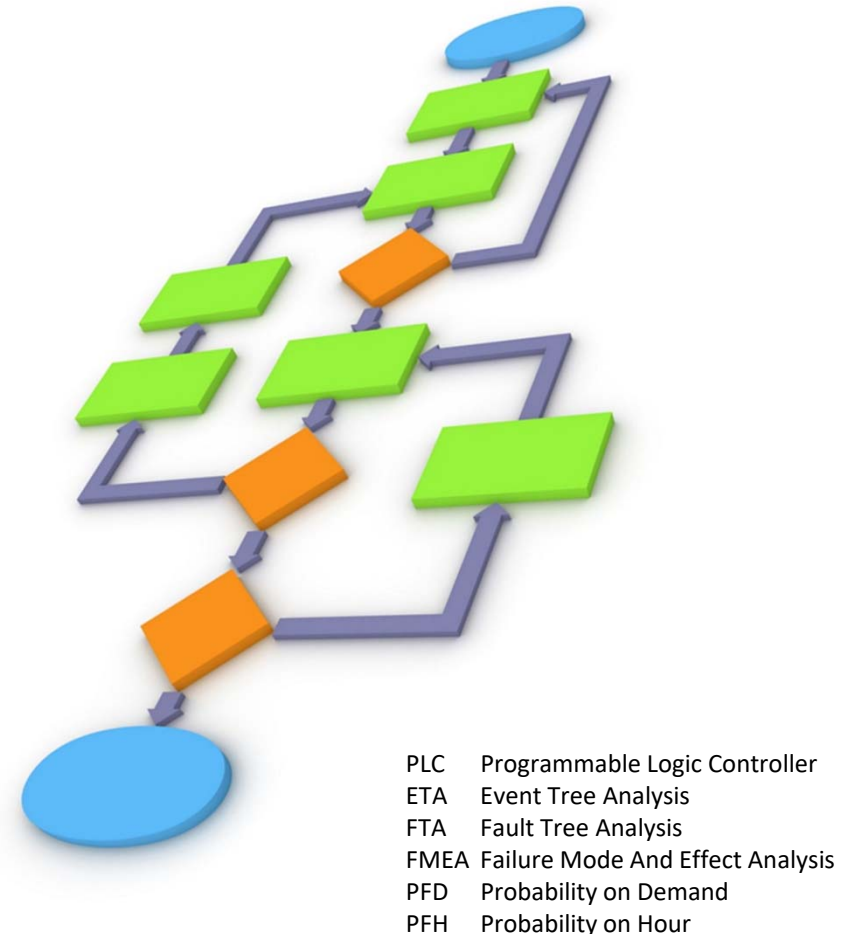 PLC Programmable Logic Controller
ETA Event Tree Analysis
FTA Fault Tree Analysis
FMEA Failure Mode And Effect Analysis
PFD Probability on Demand
PFH Probability on Hour